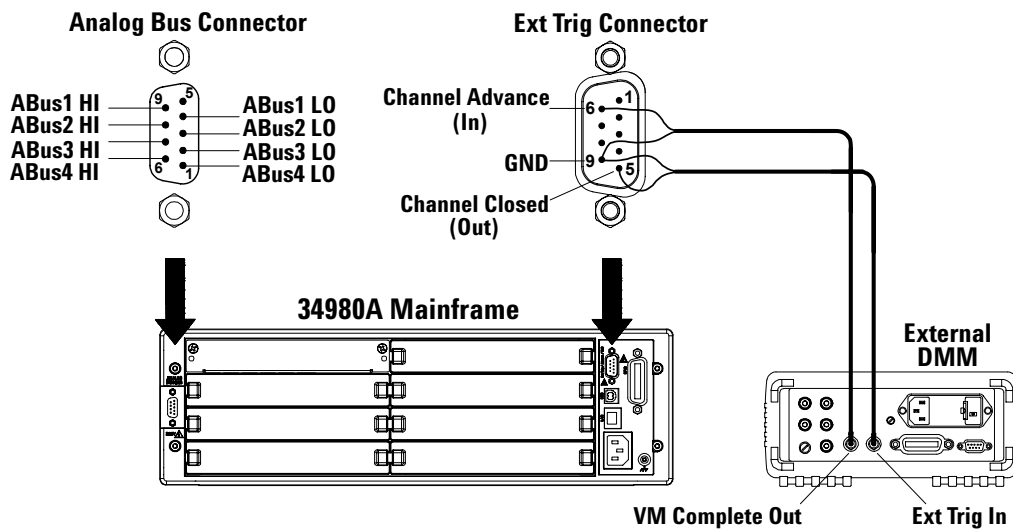 Analog Bus Connector
Ext Trig Connector
9
5
ABus1 HI
ABus2 HI
ABus3 HI
ABus4 HI
ABus1 LO
ABus2 LO
ABus3 LO
ABus4 LO
6
1
Channel Advance
(In)
6
1
GND
9
5
Channel Closed
(Out)
34980A Mainframe
External
DMM
VM Complete Out
Ext Trig In